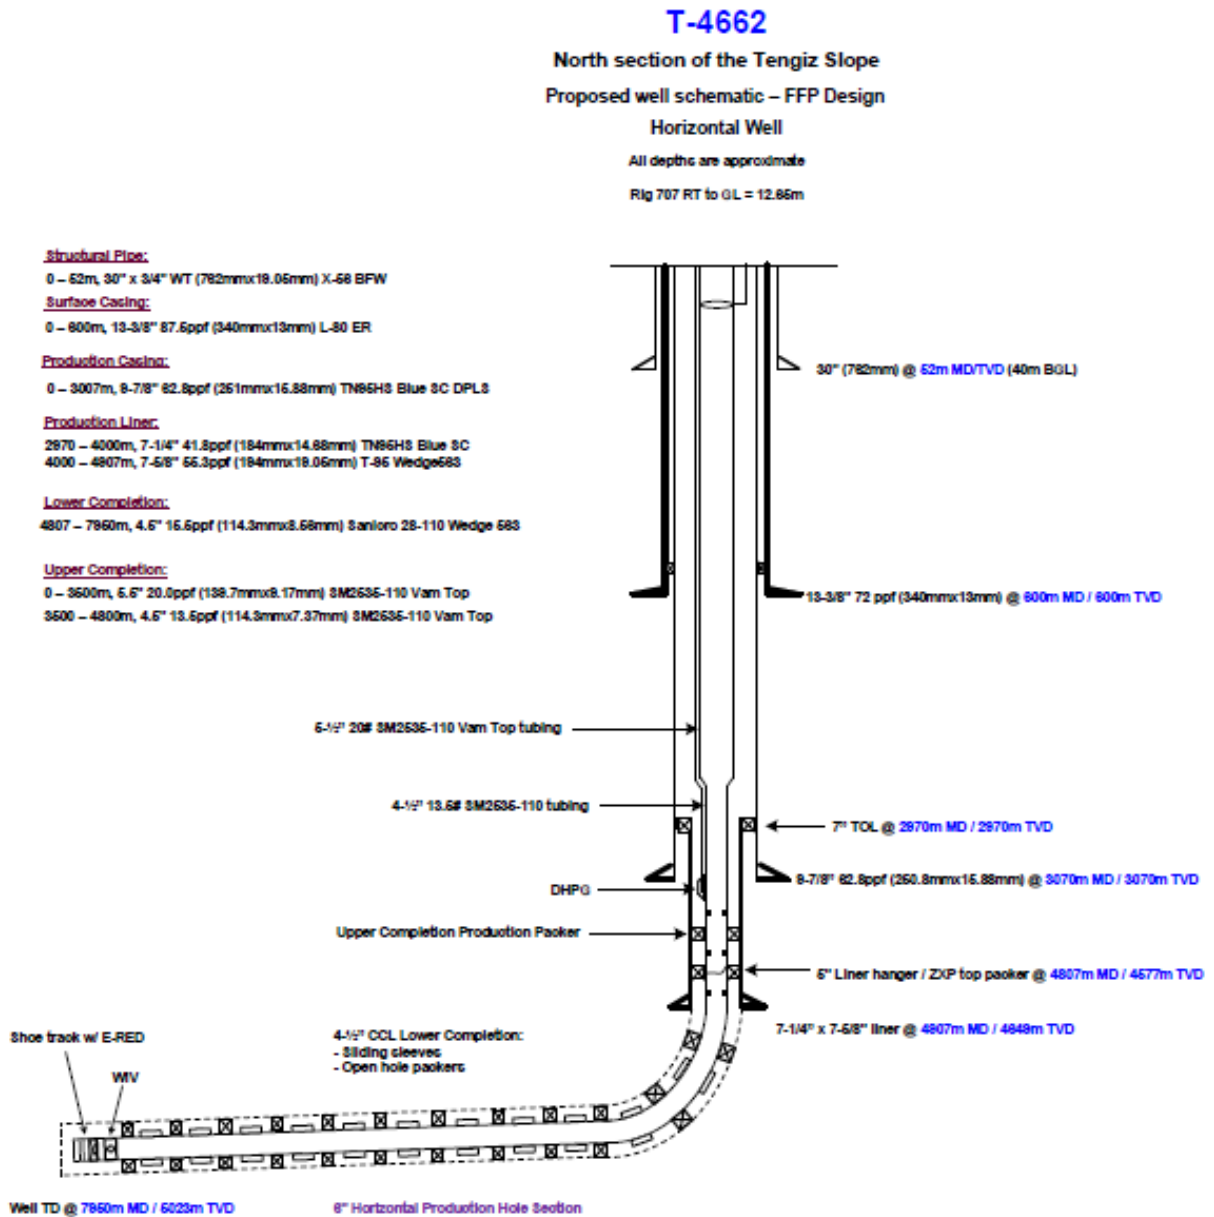 T-4662
North section of the Tengiz Slope
Proposed well schematic – FFP Design
Horizontal Well
All depths are approximate
Rig 707 RT to GL = 12.65m
Structural Pipe:
0 – 52m, 30" x 3/4" WT (762mmx19.05mm) X-56 BFW
Surface Casing:
0 – 600m, 13-3/8" 87.5ppf (340mmx13mm) L-80 ER
Production Casing:
0 – 3007m, 9-7/8" 62.8ppf (251mmx15.88mm) TN95HS Blue SC DPLS
Production Liner:
2970 – 4000m, 7-1/4" 41.8ppf (184mmx14.68mm) TN95HS Blue SC
4000 – 4907m, 7-5/8" 55.3ppf (194mmx19.05mm) T-95 Wedge563
Lower Completion:
4807 – 7950m, 4.5" 15.5ppf (114.3mmx8.56mm) Sanioro 28-110 Wedge 563
Upper Completion:
0 – 3500m, 5.5" 20.0ppf (139.7mmx9.17mm) SM2535-110 Vam Top
3500 – 4800m, 4.5" 13.5ppf (114.3mmx7.37mm) SM2535-110 Vam Top
30" (762mm) @ 52m MD/TVD (40m BGL)
13-3/8" 72 ppf (340mmx13mm) @ 600m MD / 600m TVD
5-½" 20# SM2535-110 Vam Top tubing
4-½" 13.5# SM2535-110 tubing
7" TOL @ 2970m MD / 2970m TVD
9-7/8" 62.8ppf (250.8mmx15.88mm) @ 3070m MD / 3070m TVD
DHPG
Upper Completion Production Packer
5" Liner hanger / ZXP top packer @ 4807m MD / 4577m TVD
7-1/4" x 7-5/8" liner @ 4907m MD / 4649m TVD
Shoe track w/ E-RED
WIV
4-½" CCL Lower Completion:
- Sliding sleeves
- Open hole packers
Well TD @ 7950m MD / 5023m TVD
6" Hortzontal Production Hole Section